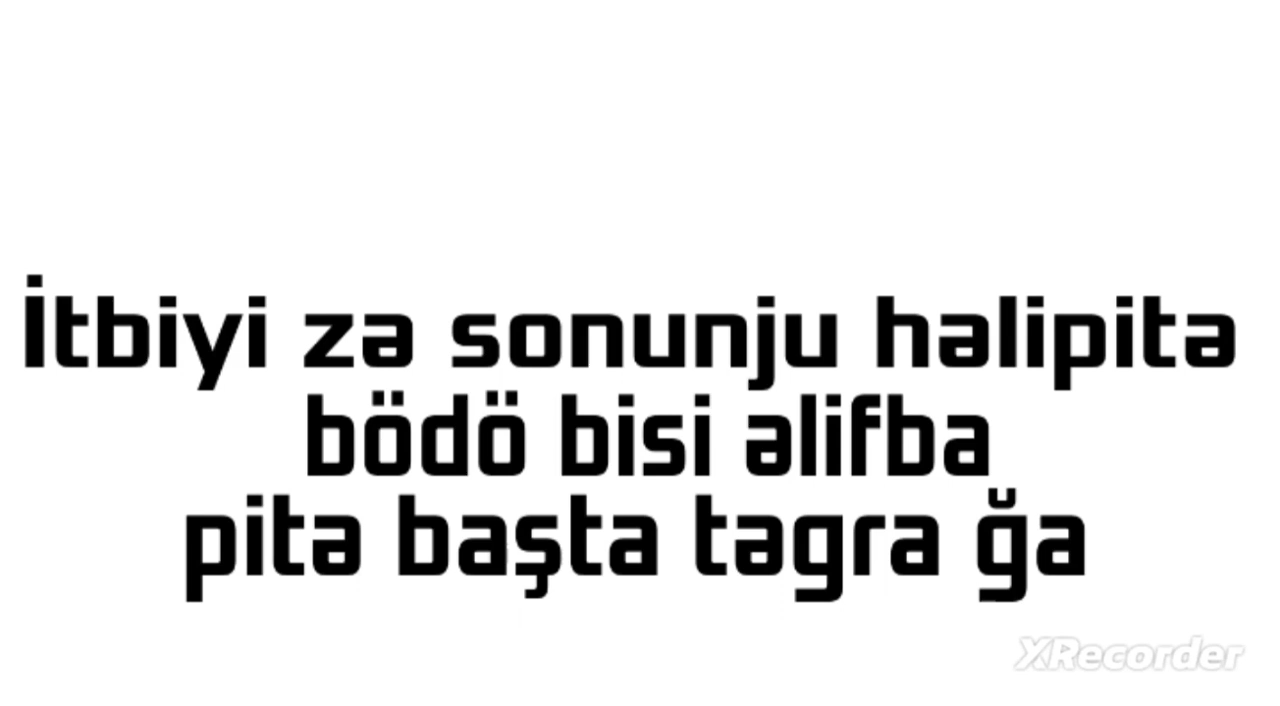 İtbiyi zə sonunju həlipitə
bödö bisi əlifba
pitə başta təgra ğa
XRecorder